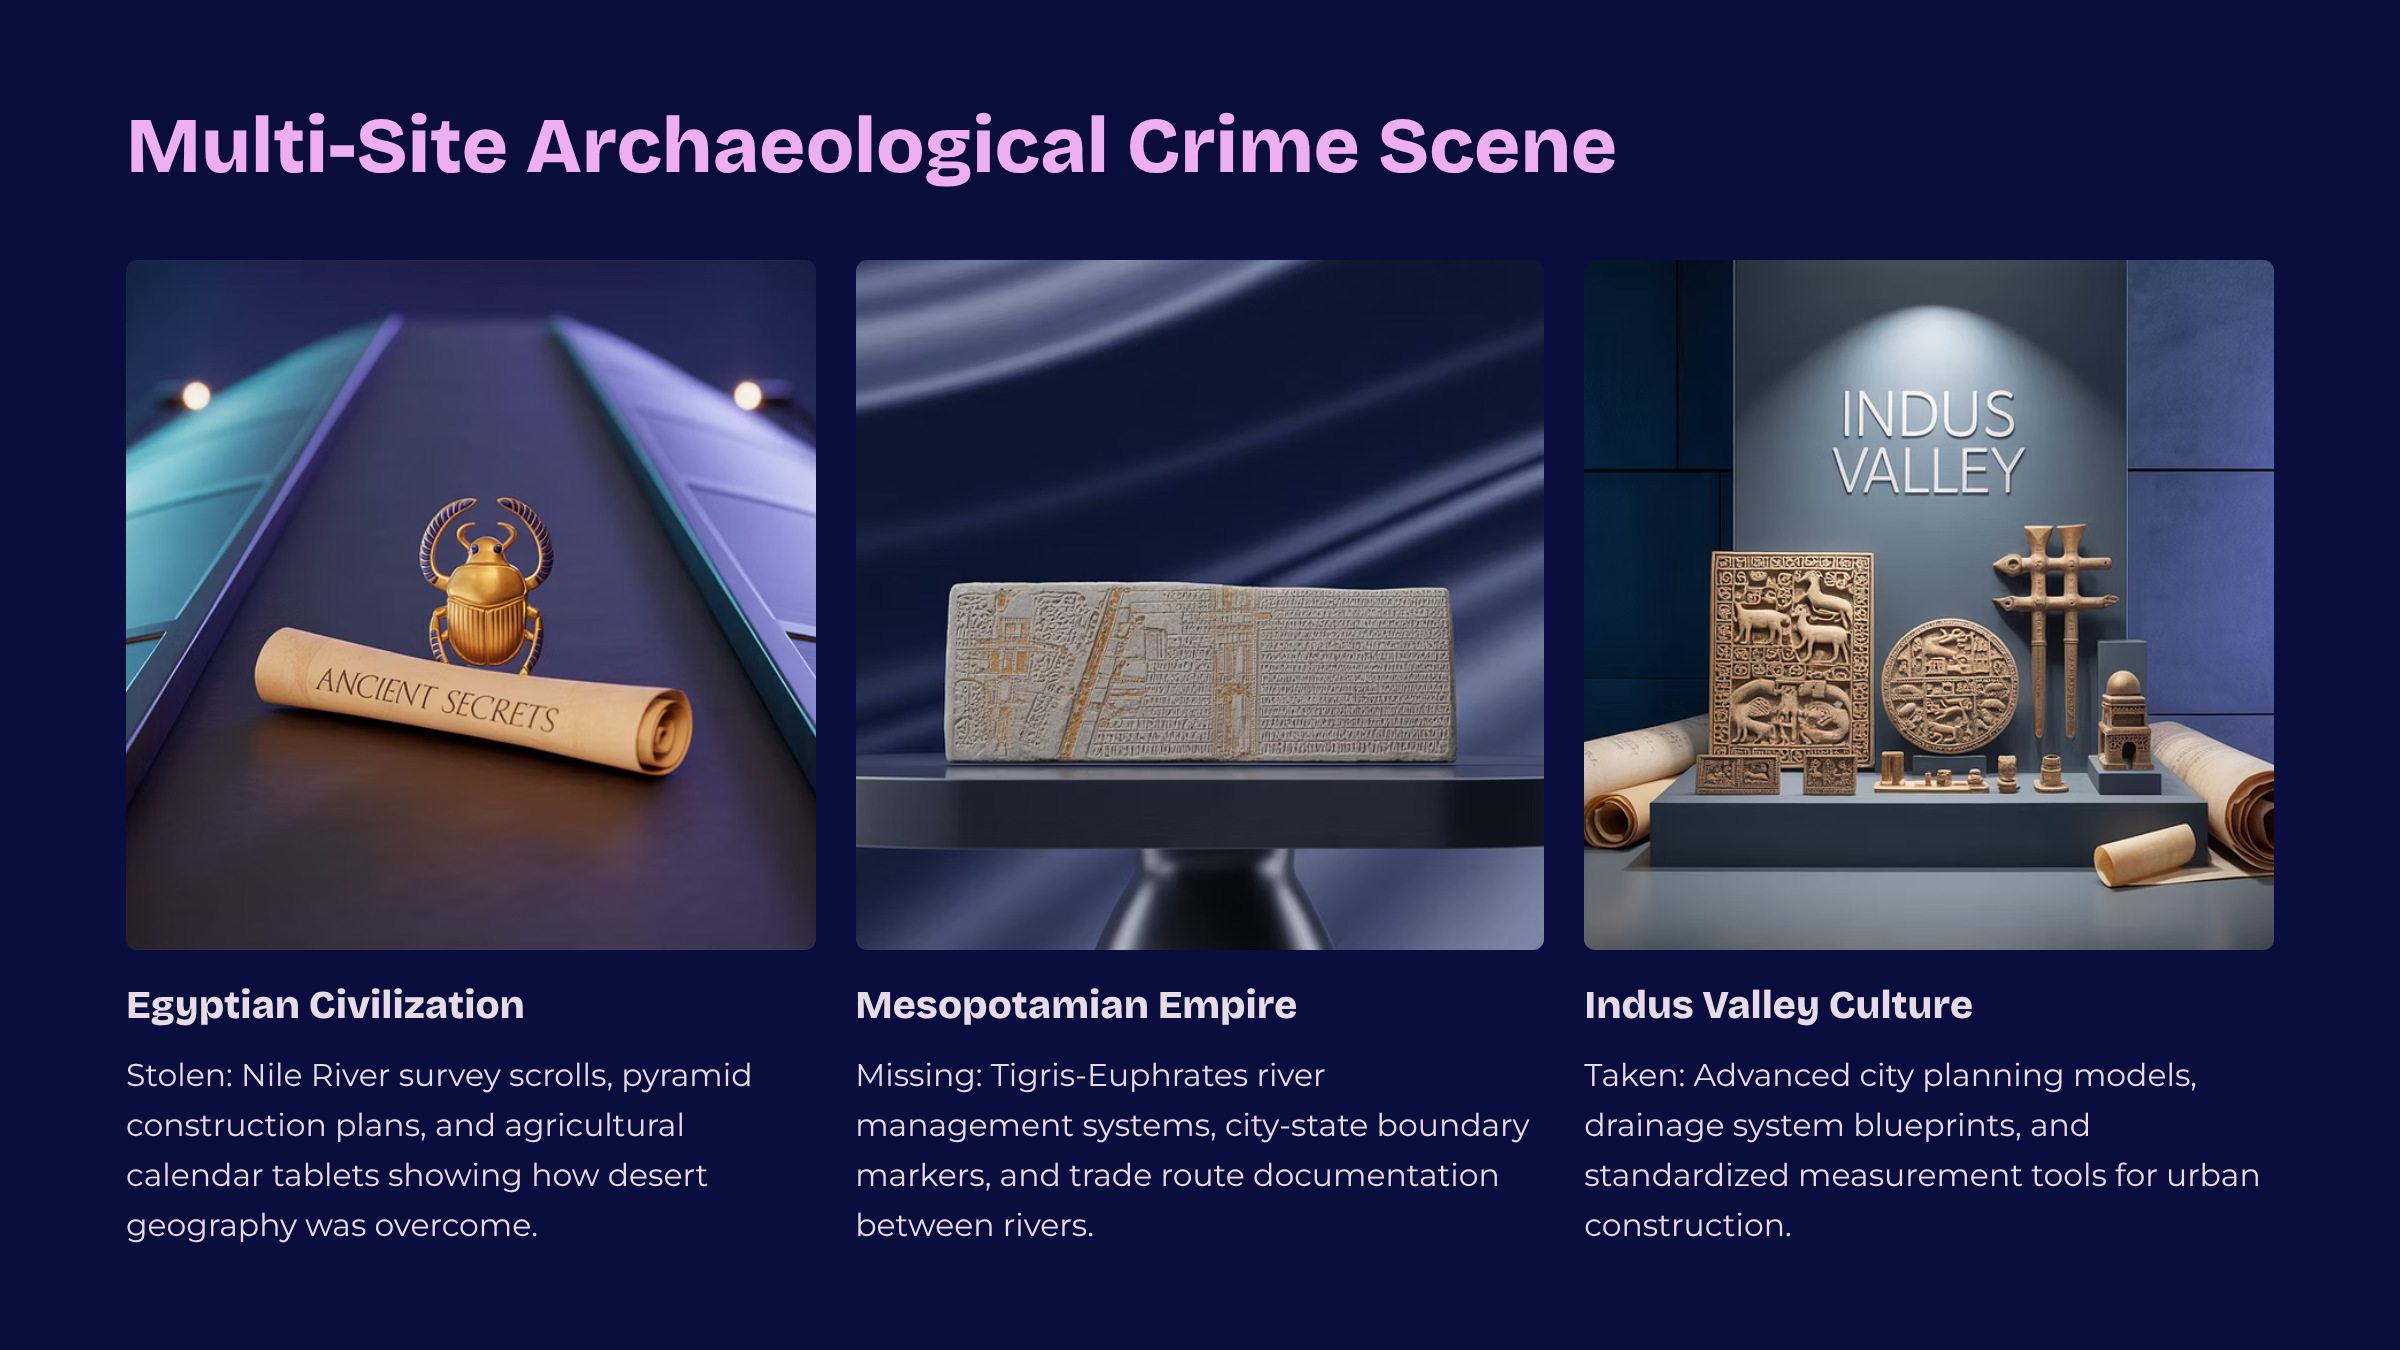 Multi-Site Archaeological Crime Scene
ANCIENT SECRETS
INDUS
VALLEY
Egyptian Civilization
Stolen: Nile River survey scrolls, pyramid
construction plans, and agricultural
calendar tablets showing how desert
geography was overcome.
Mesopotamian Empire
Missing: Tigris-Euphrates river
management systems, city-state boundary
markers, and trade route documentation
between rivers.
Indus Valley Culture
Taken: Advanced city planning models,
drainage system blueprints, and
standardized measurement tools for urban
construction.